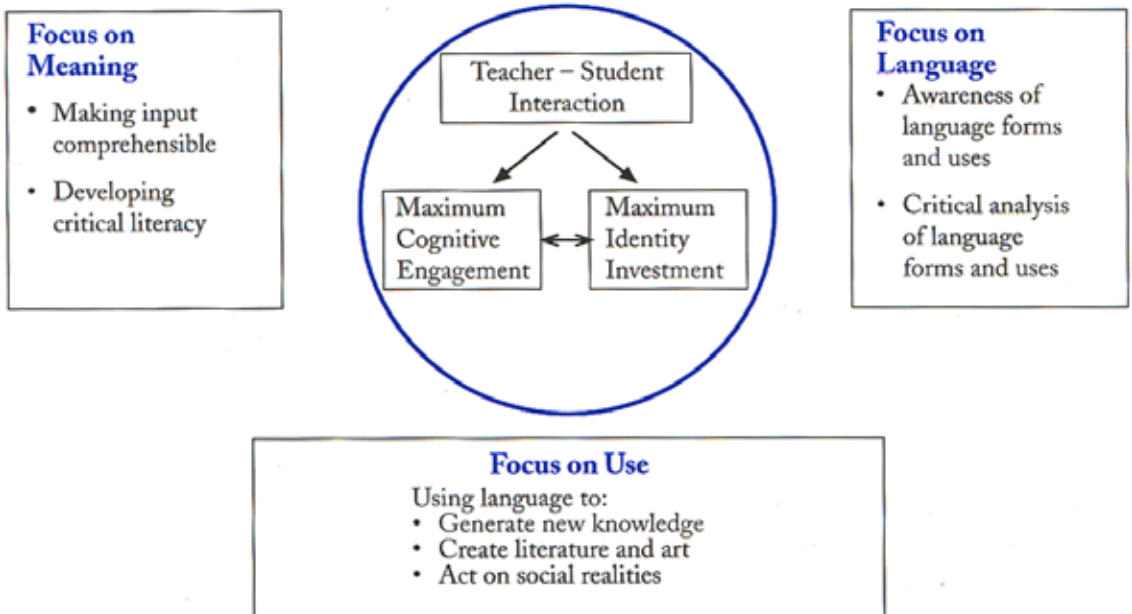 Focus on
Meaning
• Making input
comprehensible
• Developing
critical literacy
Teacher – Student
Interaction
Maximum
Cognitive
Engagement
Maximum
Identity
Investment
Focus on
Language
• Awareness of
language forms
and uses
• Critical analysis
of language
forms and uses
Focus on Use
Using language to:
• Generate new knowledge
• Create literature and art
• Act on social realities